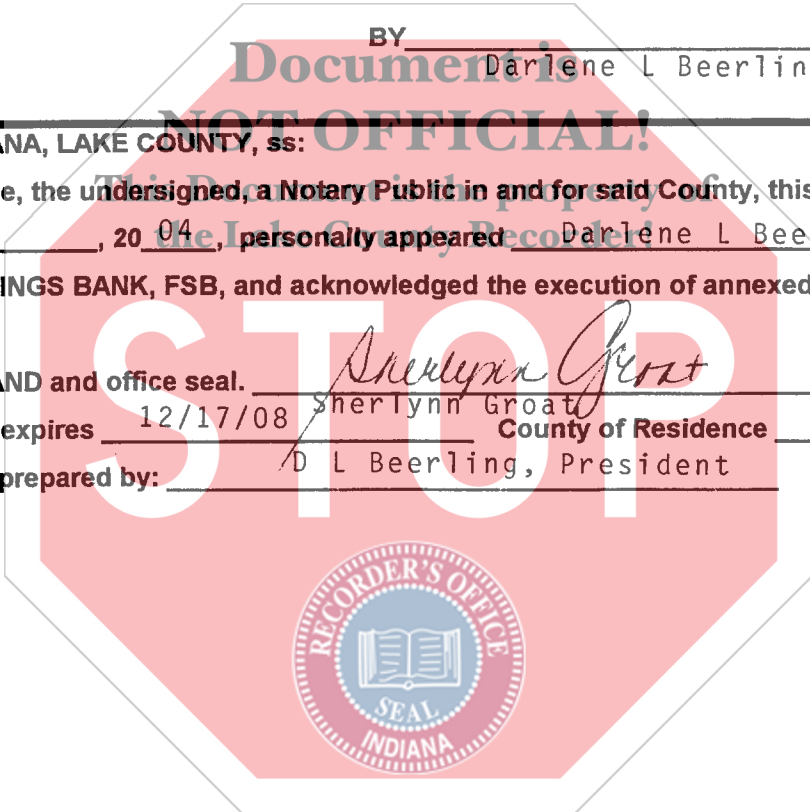 BY
Document is
Darlene L Beerlin
NOT OFFICIAL!
NA, LAKE COUNTY, ss:
This Document is the property of
e, the undersigned, a Notary Public in and for said County, this
the Lake County Recorder!
, 20 04 , personally appeared Darlene L Bee
INGS BANK, FSB, and acknowledged the execution of annexed
STOP
AND and office seal. Sherlynn Groat
Sherlynn Groat
expires 12/17/08 County of Residence
prepared by: D L Beerling, President
RECORDER'S OFFICE
SEAL
INDIANA